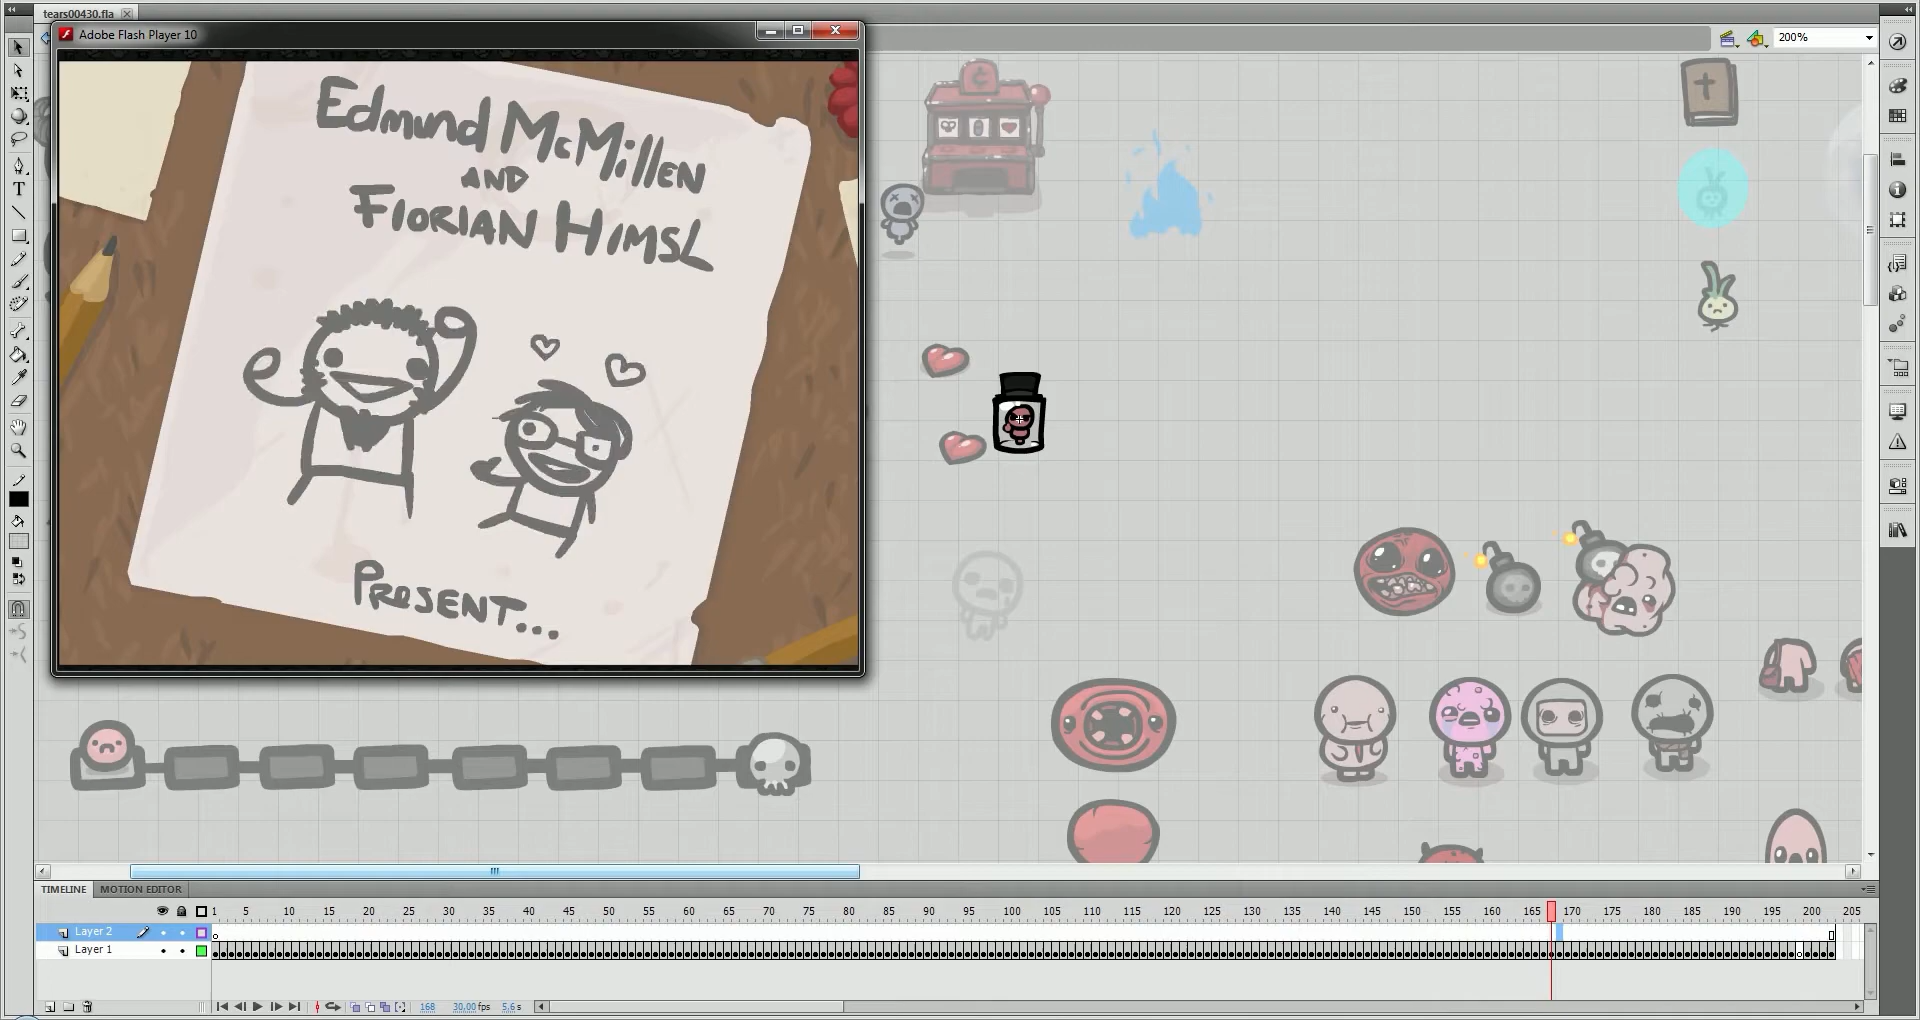 tears00430.fla
Adobe Flash Player 10
200%
Edmund McMillen
AND
Florian Himsl
Present...
TIMELINE
MOTION EDITOR
1 5 10 15 20 25 30 35 40 45 50 55 60 65 70 75 80 85 90 95 100 105 110 115 120 125 130 135 140 145 150 155 160 165 170 175 180 185 190 195 200 205
Layer 2
Layer 1
168 30.00fps 5.6s